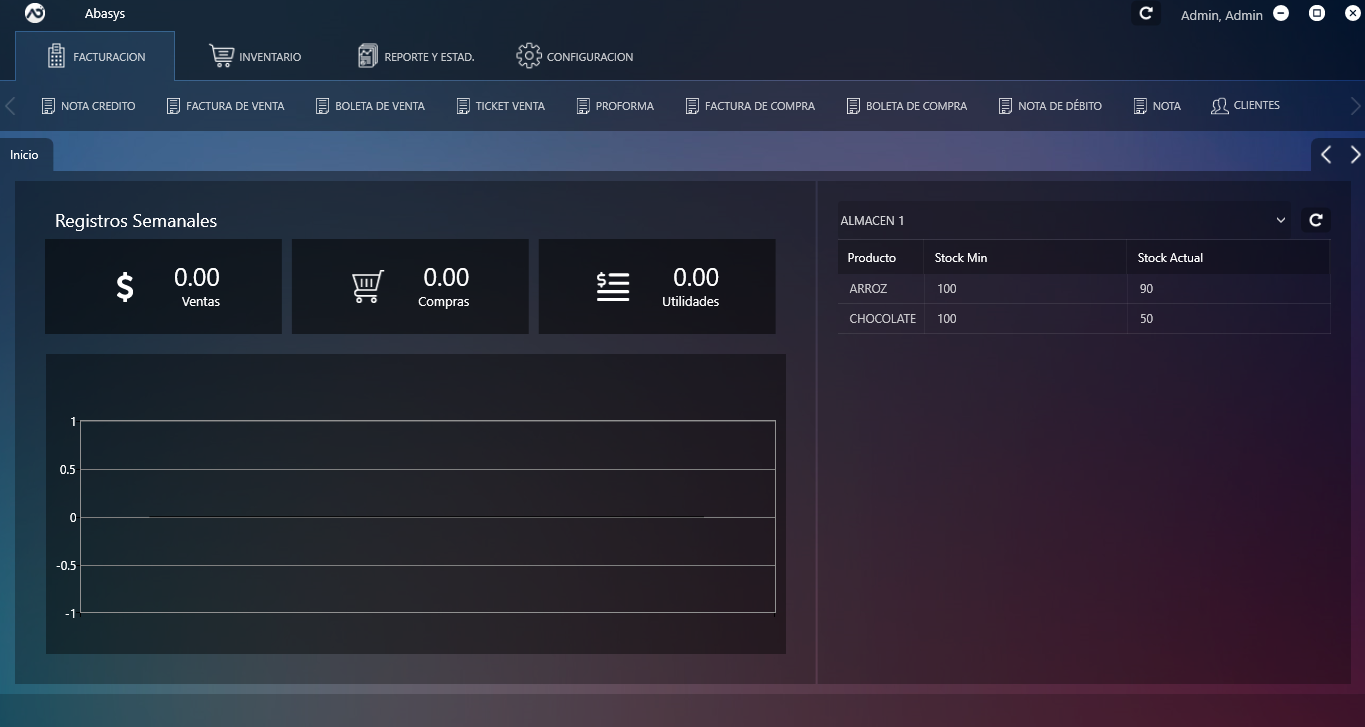 Abasys
Admin, Admin
FACTURACION
INVENTARIO
REPORTE Y ESTAD.
CONFIGURACION
NOTA CREDITO
FACTURA DE VENTA
BOLETA DE VENTA
TICKET VENTA
PROFORMA
FACTURA DE COMPRA
BOLETA DE COMPRA
NOTA DE DÉBITO
NOTA
CLIENTES
Inicio
Registros Semanales
0.00
Ventas
0.00
Compras
0.00
Utilidades
1
0.5
0
-0.5
-1
ALMACEN 1
Producto Stock Min Stock Actual
ARROZ 100 90
CHOCOLATE 100 50